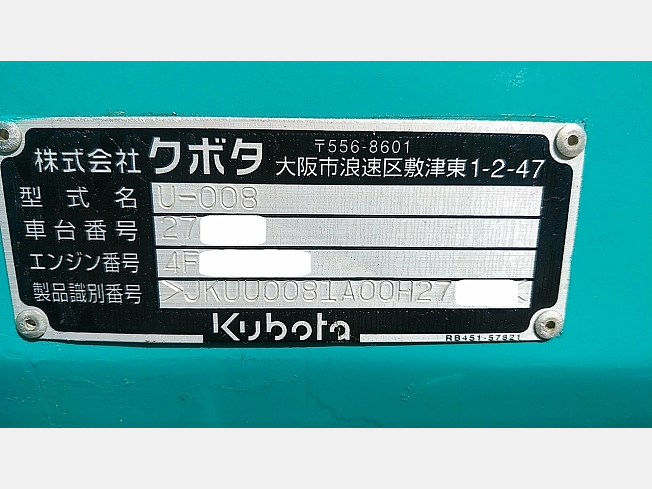 株式会社クボタ 〒556-8601
大阪市浪速区敷津東1-2-47
型式名 U-008
車台番号 27
エンジン番号 4F
製品識別番号 >JKUU0081A00H27
Kubota
RB451-57821